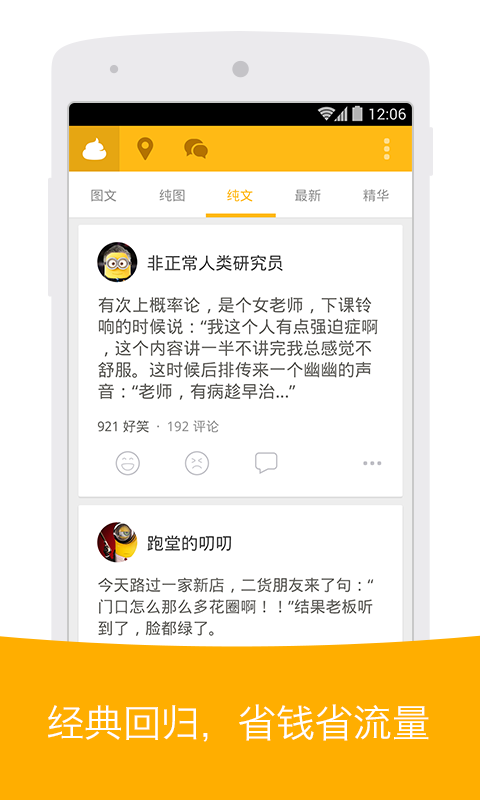 12:06
图文 纯图 纯文 最新 精华
非正常人类研究员
有次上概率论，是个女老师，下课铃
响的时候说：“我这个人有点强迫症啊
，这个内容讲一半不讲完我总感觉不
舒服。这时候后排传来一个幽幽的声
音：“老师，有病趁早治...”
921 好笑 · 192 评论
跑堂的叨叨
今天路过一家新店，二货朋友来了句：“
门口怎么那么多花圈啊！！”结果老板听
到了，脸都绿了。
经典回归，省钱省流量